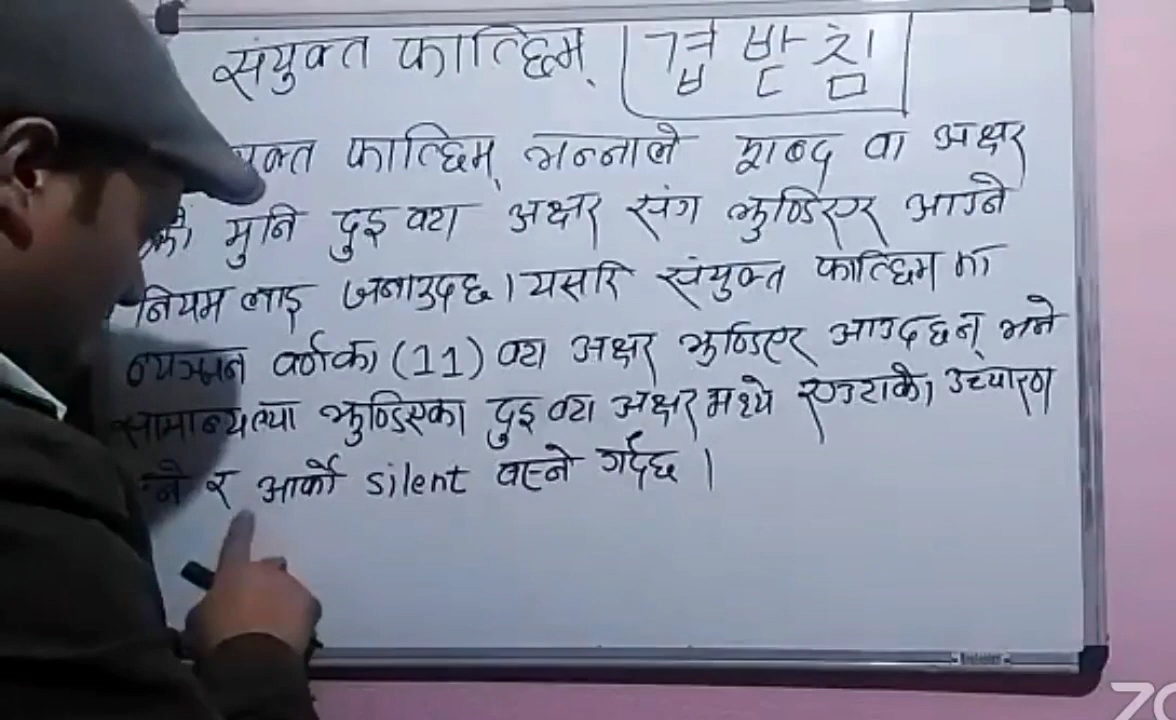 संयुक्त फात्छिम् 겹 받침
युक्त फात्छिम् भन्नाले शब्द वा अक्षर
को मुनि दुइ वटा अक्षर संग झुण्डिएर आउने
नियम लाइ जनाउदछ । यसरि संयुक्त फात्छिम मा
व्यञ्जन वर्णका (11) वटा अक्षर झुण्डिएर आउदछन् भने
सामान्यतया झुण्डिएका दुइ वटा अक्षर मध्ये एउटाको उच्चारण
ने र आर्को silent बस्ने गर्दछ ।